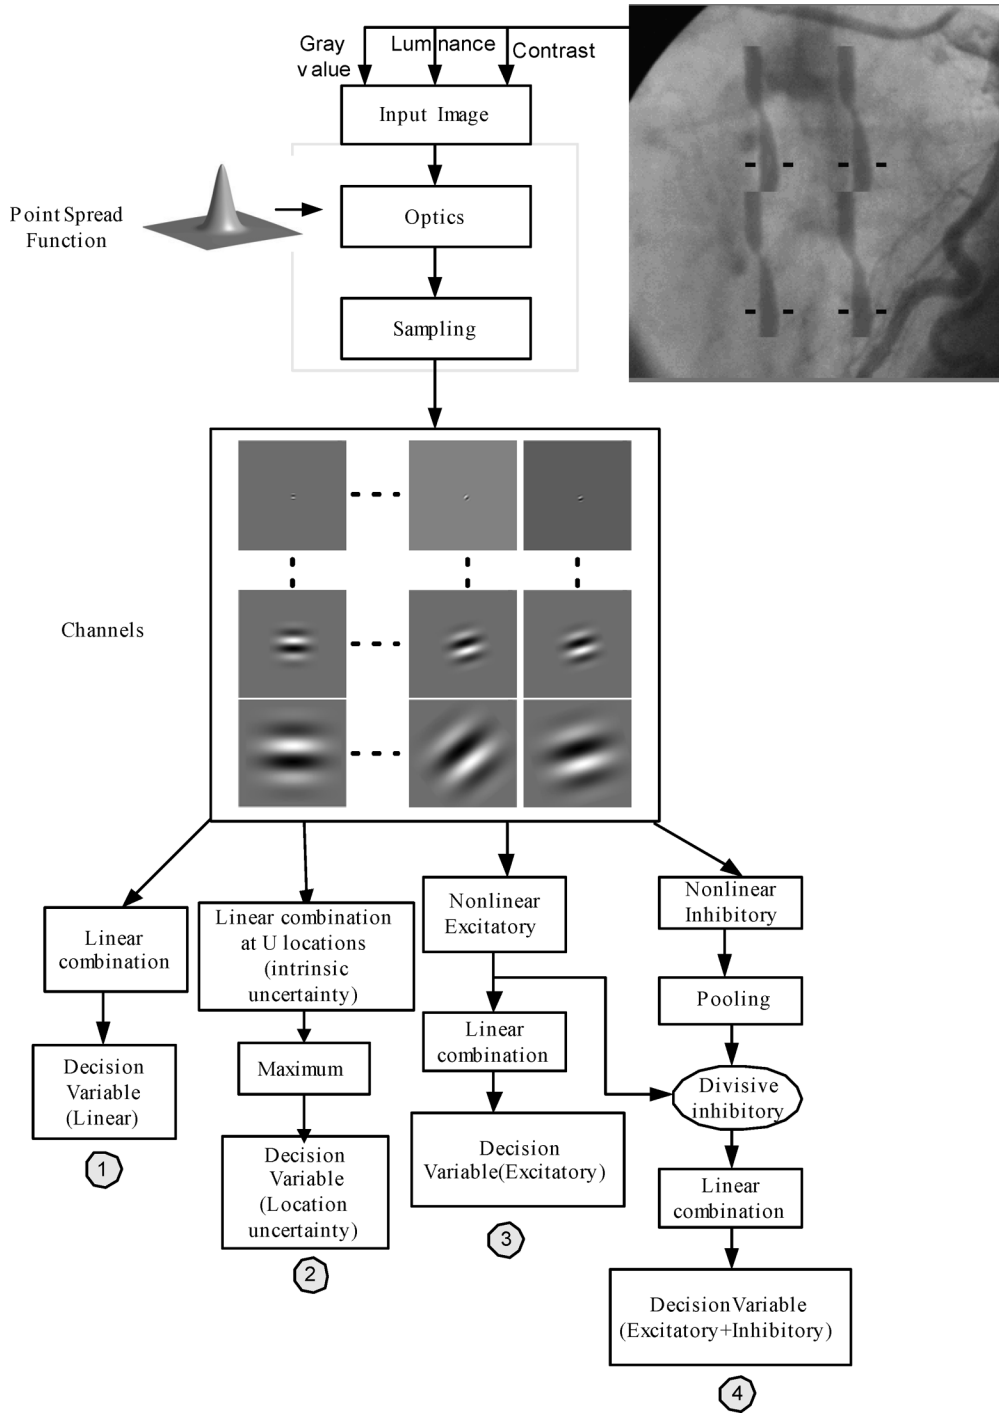 Gray
value
Luminance
Contrast
Input Image
Point Spread
Function
Optics
Sampling
Channels
Linear
combination
Decision
Variable
(Linear)
1
Linear combination
at U locations
(intrinsic
uncertainty)
Maximum
Decision
Variable
(Location
uncertainty)
2
Nonlinear
Excitatory
Linear
combination
Decision
Variable(Excitatory)
3
Nonlinear
Inhibitory
Pooling
Divisive
inhibitory
Linear
combination
Decision Variable
(Excitatory+Inhibitory)
4